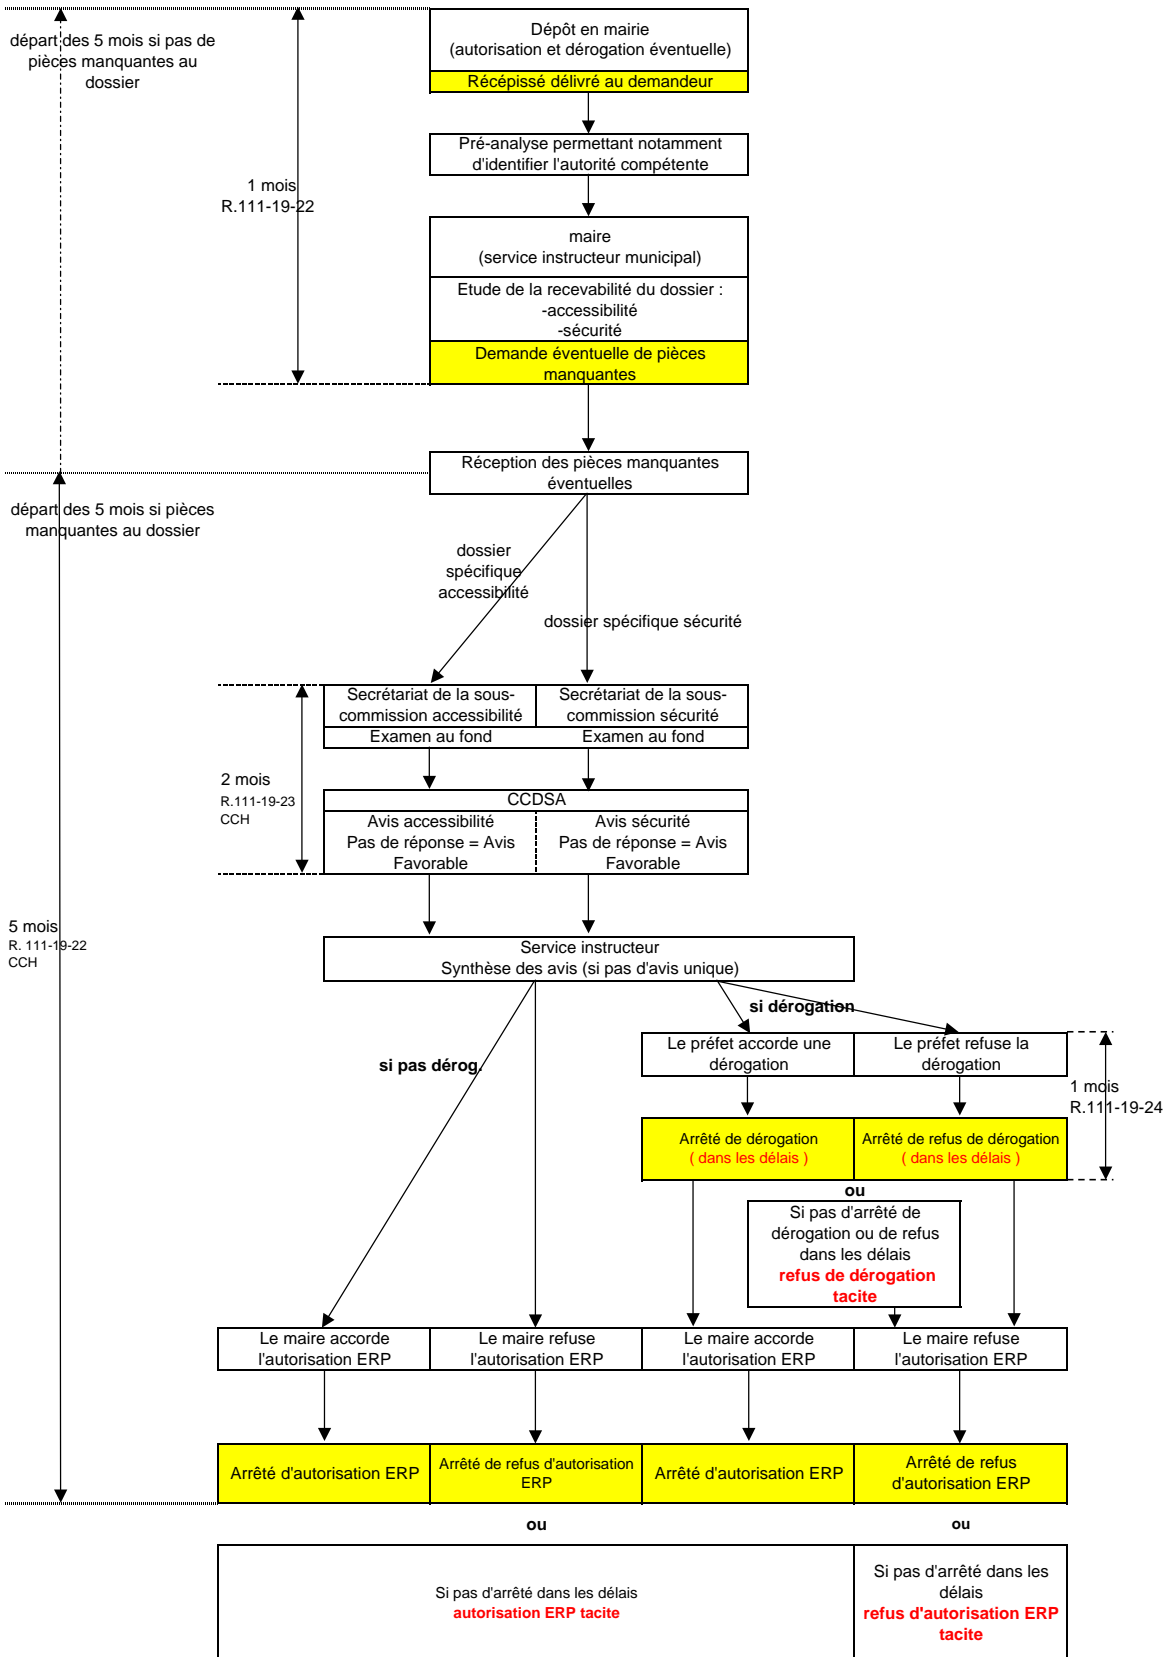 départ des 5 mois si pas de
pièces manquantes au
dossier
Dépôt en mairie
(autorisation et dérogation éventuelle)
Récépissé délivré au demandeur
Pré-analyse permettant notamment
d'identifier l'autorité compétente
1 mois
R.111-19-22
maire
(service instructeur municipal)
Etude de la recevabilité du dossier :
-accessibilité
-sécurité
Demande éventuelle de pièces
manquantes
Réception des pièces manquantes
éventuelles
départ des 5 mois si pièces
manquantes au dossier
dossier
spécifique
accessibilité
dossier spécifique sécurité
Secrétariat de la sous-
commission accessibilité
Secrétariat de la sous-
commission sécurité
Examen au fond
Examen au fond
2 mois
R.111-19-23
CCH
CCDSA
Avis accessibilité
Pas de réponse = Avis
Favorable
Avis sécurité
Pas de réponse = Avis
Favorable
5 mois
R. 111-19-22
CCH
Service instructeur
Synthèse des avis (si pas d'avis unique)
si dérogation
si pas dérog.
Le préfet accorde une
dérogation
Le préfet refuse la
dérogation
1 mois
R.111-19-24
Arrêté de dérogation
( dans les délais )
Arrêté de refus de dérogation
( dans les délais )
ou
Si pas d'arrêté de
dérogation ou de refus
dans les délais
refus de dérogation
tacite
Le maire accorde
l'autorisation ERP
Le maire refuse
l'autorisation ERP
Le maire accorde
l'autorisation ERP
Le maire refuse
l'autorisation ERP
Arrêté d'autorisation ERP
Arrêté de refus d'autorisation
ERP
Arrêté d'autorisation ERP
Arrêté de refus
d'autorisation ERP
ou
ou
Si pas d'arrêté dans les délais
autorisation ERP tacite
Si pas d'arrêté dans les
délais
refus d'autorisation ERP
tacite